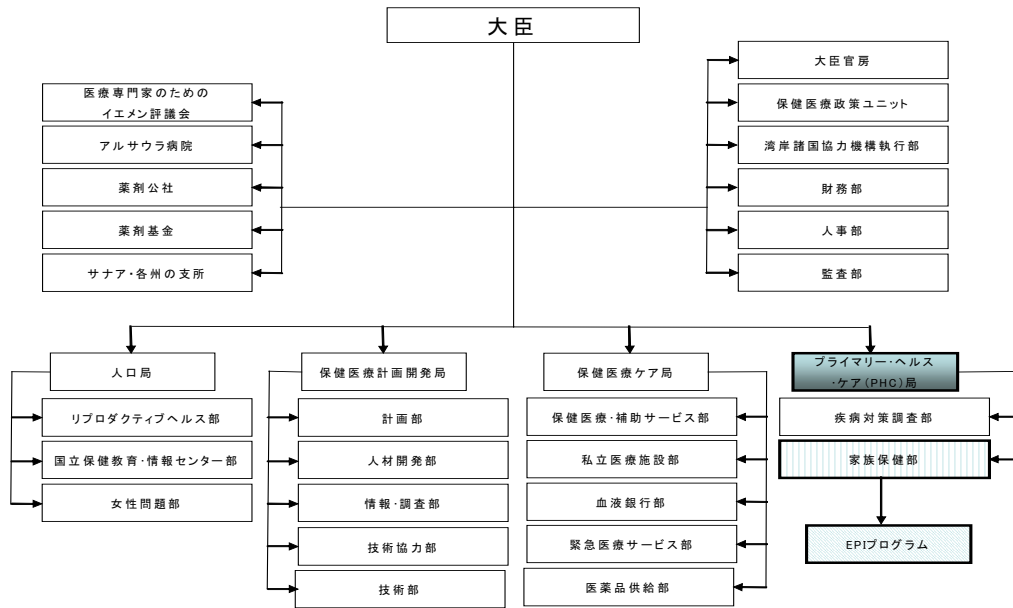 大臣
医療専門家のための
イエメン評議会
アルサウラ病院
薬剤公社
薬剤基金
サナア・各州の支所
大臣官房
保健医療政策ユニット
湾岸諸国協力機構執行部
財務部
人事部
監査部
人口局
リプロダクティブヘルス部
国立保健教育・情報センター部
女性問題部
保健医療計画開発局
計画部
人材開発部
情報・調査部
技術協力部
技術部
保健医療ケア局
保健医療・補助サービス部
私立医療施設部
血液銀行部
緊急医療サービス部
医薬品供給部
プライマリー・ヘルス
・ケア(PHC)局
疾病対策調査部
家族保健部
EPIプログラム